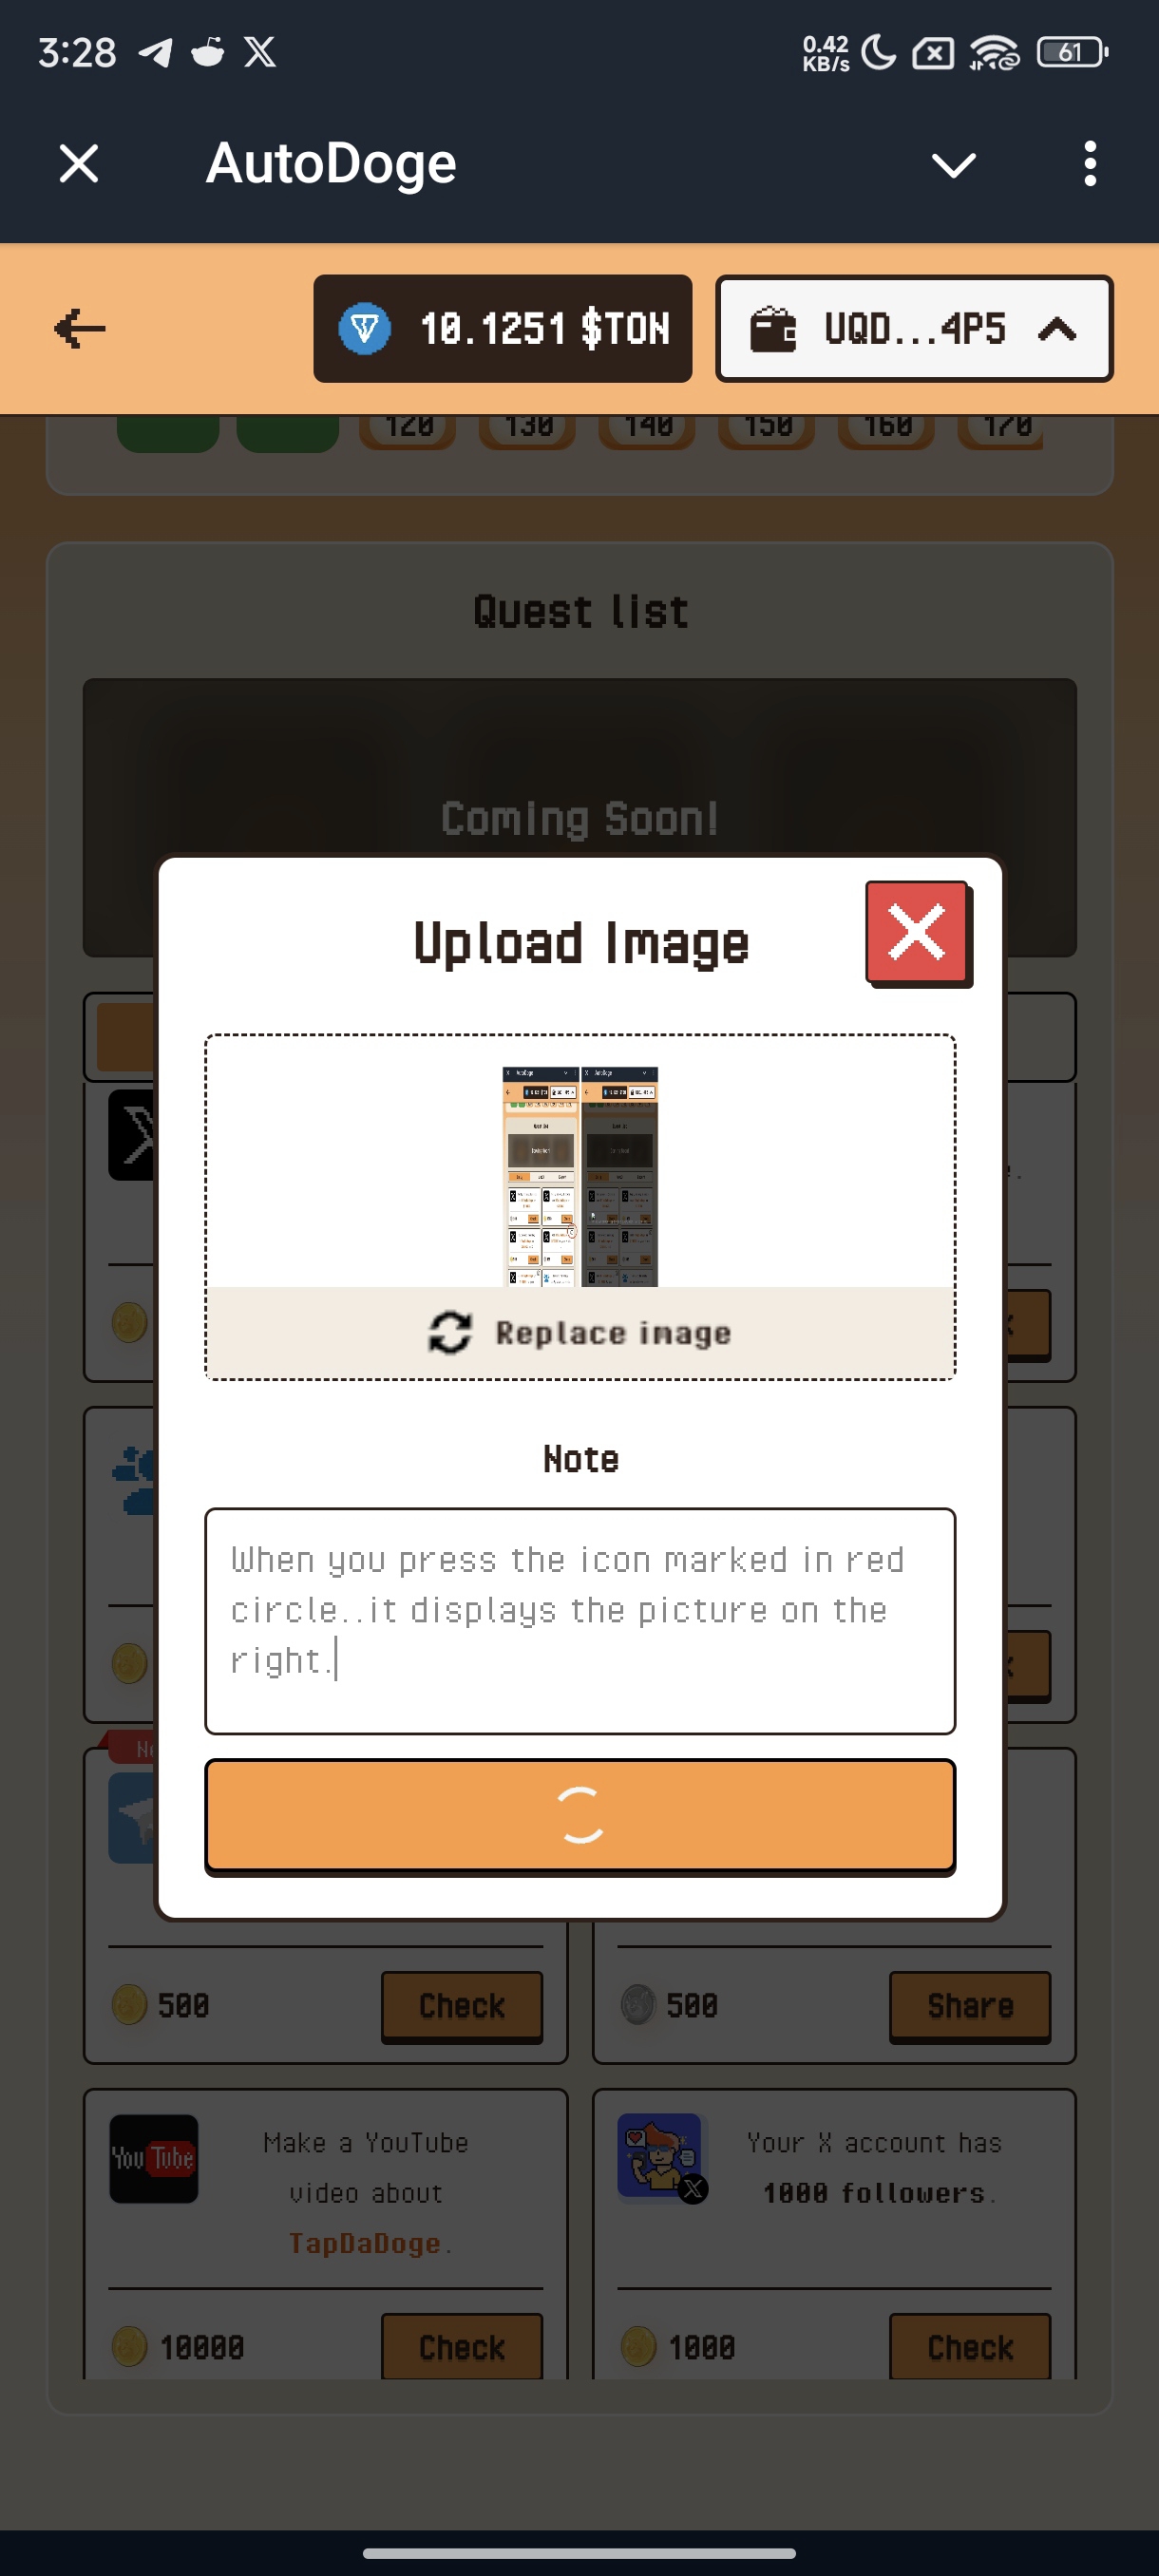 3:28
0.42
KB/s
61
AutoDoge
10.1251 $TON
UQD...4P5
120 130 140 150 160 170
Quest list
Coming Soon!
Upload Image
Replace image
Note
When you press the icon marked in red
circle..it displays the picture on the
right.
500 Check
500 Share
YouTube
Make a YouTube
video about
TapDaDoge.
10000 Check
Your X account has
1000 followers.
1000 Check